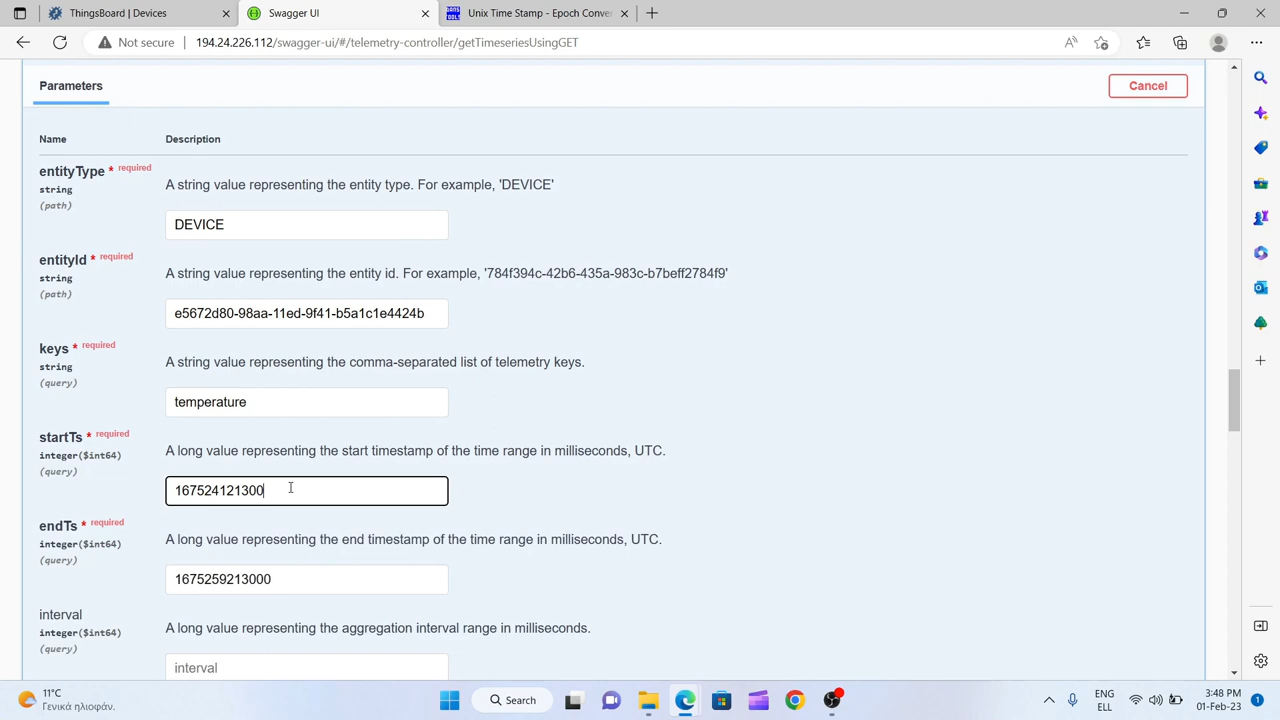 ThingsBoard | Devices
Swagger UI
Unix Time Stamp - Epoch Conver
Not secure
194.24.226.112/swagger-ui/#/telemetry-controller/getTimeseriesUsingGET
Parameters
Cancel
Name
Description
entityType * required
string
(path)
A string value representing the entity type. For example, 'DEVICE'
DEVICE
entityId * required
string
(path)
A string value representing the entity id. For example, '784f394c-42b6-435a-983c-b7beff2784f9'
e5672d80-98aa-11ed-9f41-b5a1c1e4424b
keys * required
string
(query)
A string value representing the comma-separated list of telemetry keys.
temperature
startTs * required
integer($int64)
(query)
A long value representing the start timestamp of the time range in milliseconds, UTC.
167524121300
endTs * required
integer($int64)
(query)
A long value representing the end timestamp of the time range in milliseconds, UTC.
1675259213000
interval
integer($int64)
(query)
A long value representing the aggregation interval range in milliseconds.
interval
11°C
Γενικά ηλιοφάν.
Search
ENG
ELL
3:48 PM
01-Feb-23
1